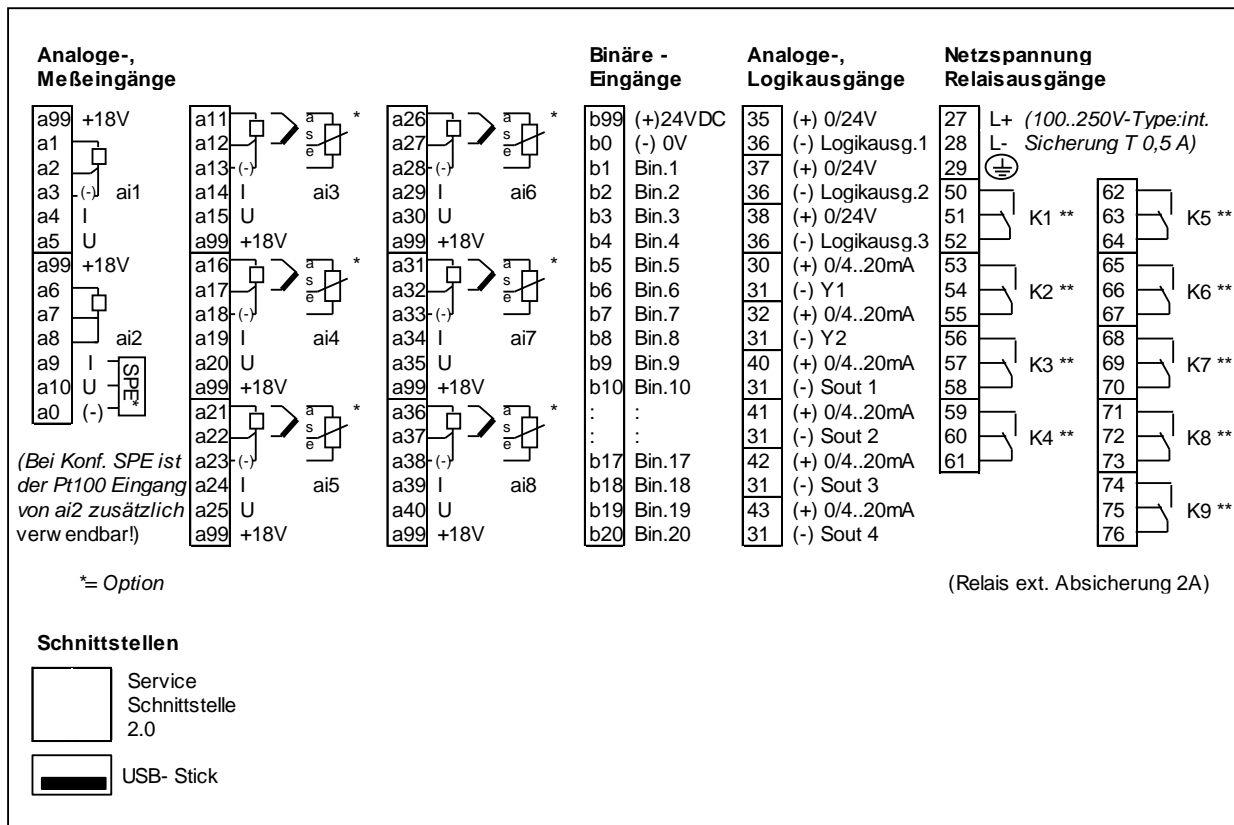 Analoge-,
Meßeingänge
a99 +18V
a1
a2
a3 (-) ai1
a4 I
a5 U
a99 +18V
a6
a7
a8 ai2
a9 I
a10 U
a0 (-)
SPE*
(Bei Konf. SPE ist
der Pt100 Eingang
von ai2 zusätzlich
verwendbar!)
*= Option
a11 a *
a12 s
a13 (-) e
a14 I ai3
a15 U
a99 +18V
a16 a *
a17 s
a18 (-) e
a19 I ai4
a20 U
a99 +18V
a21 a *
a22 s
a23 (-) e
a24 I ai5
a25 U
a99 +18V
a26 a *
a27 s
a28 (-) e
a29 I ai6
a30 U
a99 +18V
a31 a *
a32 s
a33 (-) e
a34 I ai7
a35 U
a99 +18V
a36 a *
a37 s
a38 (-) e
a39 I ai8
a40 U
a99 +18V
Binäre -
Eingänge
b99 (+)24VDC
b0 (-) 0V
b1 Bin.1
b2 Bin.2
b3 Bin.3
b4 Bin.4
b5 Bin.5
b6 Bin.6
b7 Bin.7
b8 Bin.8
b9 Bin.9
b10 Bin.10
: :
: :
b17 Bin.17
b18 Bin.18
b19 Bin.19
b20 Bin.20
Analoge-,
Logikausgänge
35 (+) 0/24V
36 (-) Logikausg.1
37 (+) 0/24V
36 (-) Logikausg.2
38 (+) 0/24V
36 (-) Logikausg.3
30 (+) 0/4..20mA
31 (-) Y1
32 (+) 0/4..20mA
31 (-) Y2
40 (+) 0/4..20mA
31 (-) Sout 1
41 (+) 0/4..20mA
31 (-) Sout 2
42 (+) 0/4..20mA
31 (-) Sout 3
43 (+) 0/4..20mA
31 (-) Sout 4
Netzspannung
Relaisausgänge
27 L+ (100..250V-Type:int.
28 L- Sicherung T 0,5 A)
29
50
51 K1 **
52
53
54 K2 **
55
56
57 K3 **
58
59
60 K4 **
61
62
63 K5 **
64
65
66 K6 **
67
68
69 K7 **
70
71
72 K8 **
73
74
75 K9 **
76
(Relais ext. Absicherung 2A)
Schnittstellen
Service
Schnittstelle
2.0
USB- Stick